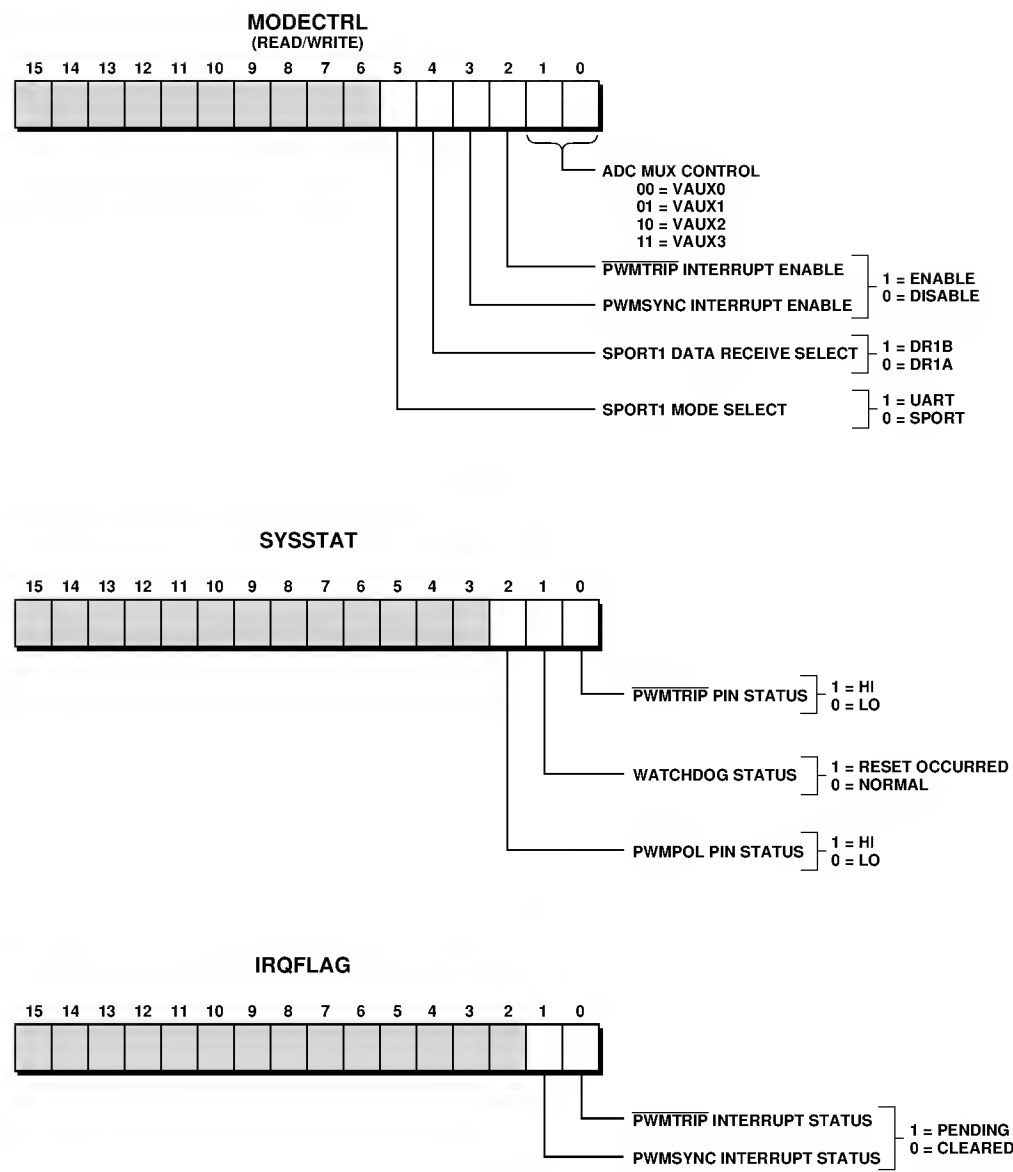 MODECTRL
(READ/WRITE)
15 14 13 12 11 10 9 8 7 6 5 4 3 2 1 0
ADC MUX CONTROL
00 = VAUX0
01 = VAUX1
10 = VAUX2
11 = VAUX3
PWMTRIP INTERRUPT ENABLE
PWMSYNC INTERRUPT ENABLE
1 = ENABLE
0 = DISABLE
SPORT1 DATA RECEIVE SELECT
1 = DR1B
0 = DR1A
SPORT1 MODE SELECT
1 = UART
0 = SPORT
SYSSTAT
15 14 13 12 11 10 9 8 7 6 5 4 3 2 1 0
PWMTRIP PIN STATUS
1 = HI
0 = LO
WATCHDOG STATUS
1 = RESET OCCURRED
0 = NORMAL
PWMPOL PIN STATUS
1 = HI
0 = LO
IRQFLAG
15 14 13 12 11 10 9 8 7 6 5 4 3 2 1 0
PWMTRIP INTERRUPT STATUS
PWMSYNC INTERRUPT STATUS
1 = PENDING
0 = CLEARED